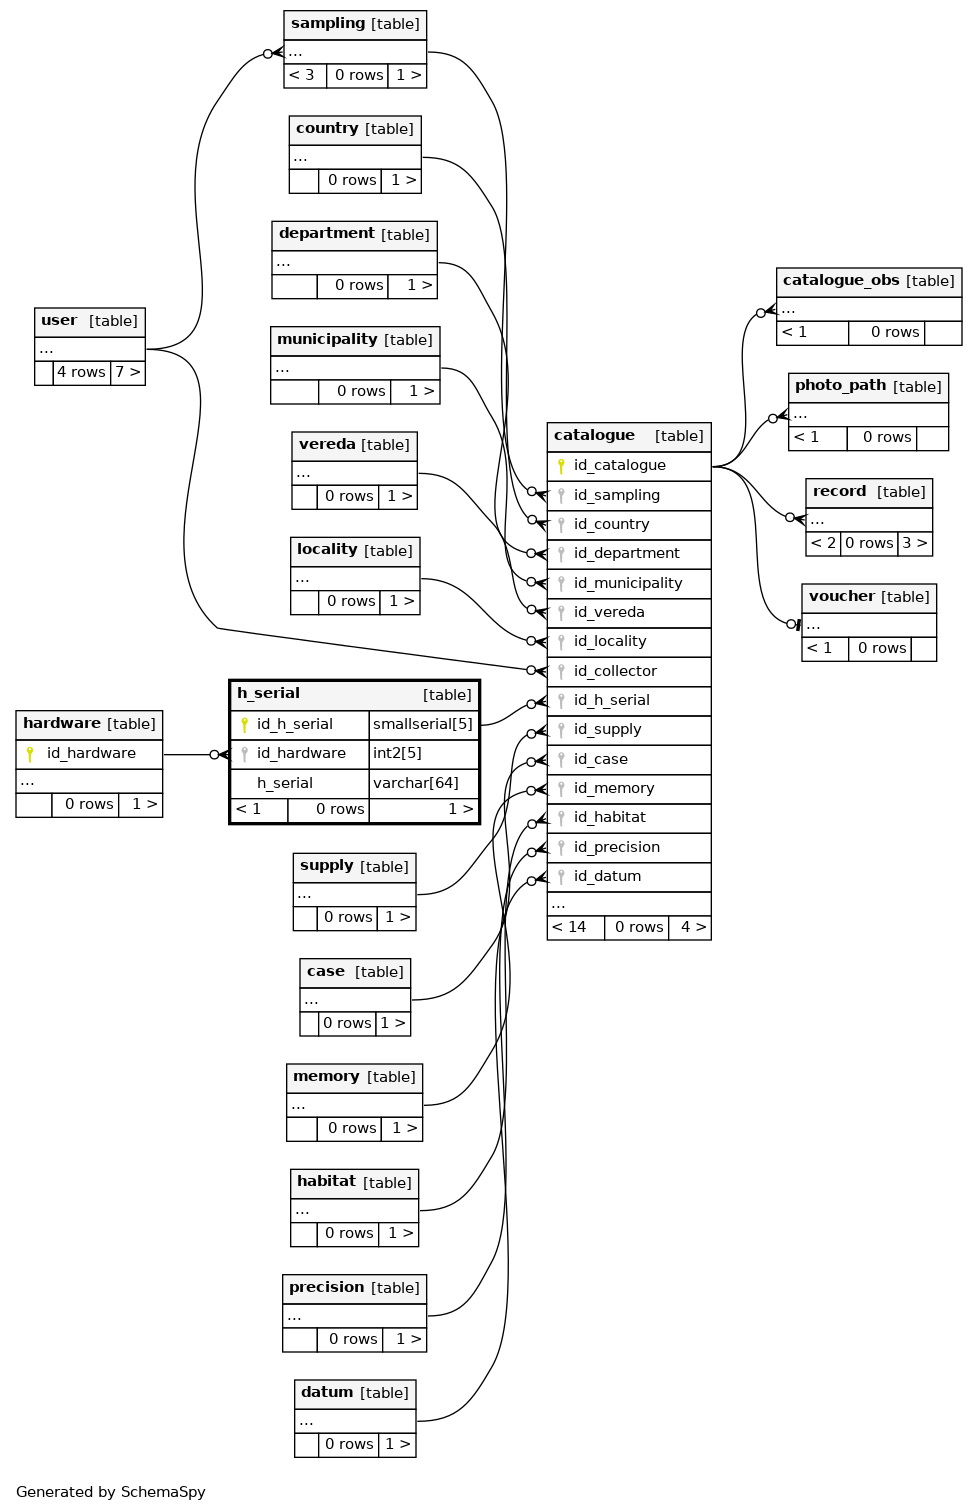 sampling [table]
...
< 3 0 rows 1 >
country [table]
...
0 rows 1 >
department [table]
...
0 rows 1 >
municipality [table]
...
0 rows 1 >
vereda [table]
...
0 rows 1 >
locality [table]
...
0 rows 1 >
user [table]
...
4 rows 7 >
hardware [table]
id_hardware
...
0 rows 1 >
h_serial [table]
id_h_serial smallserial[5]
id_hardware int2[5]
h_serial varchar[64]
< 1 0 rows 1 >
supply [table]
...
0 rows 1 >
case [table]
...
0 rows 1 >
memory [table]
...
0 rows 1 >
habitat [table]
...
0 rows 1 >
precision [table]
...
0 rows 1 >
datum [table]
...
0 rows 1 >
catalogue [table]
id_catalogue
id_sampling
id_country
id_department
id_municipality
id_vereda
id_locality
id_collector
id_h_serial
id_supply
id_case
id_memory
id_habitat
id_precision
id_datum
...
< 14 0 rows 4 >
catalogue_obs [table]
...
< 1 0 rows
photo_path [table]
...
< 1 0 rows
record [table]
...
< 2 0 rows 3 >
voucher [table]
...
< 1 0 rows
Generated by SchemaSpy